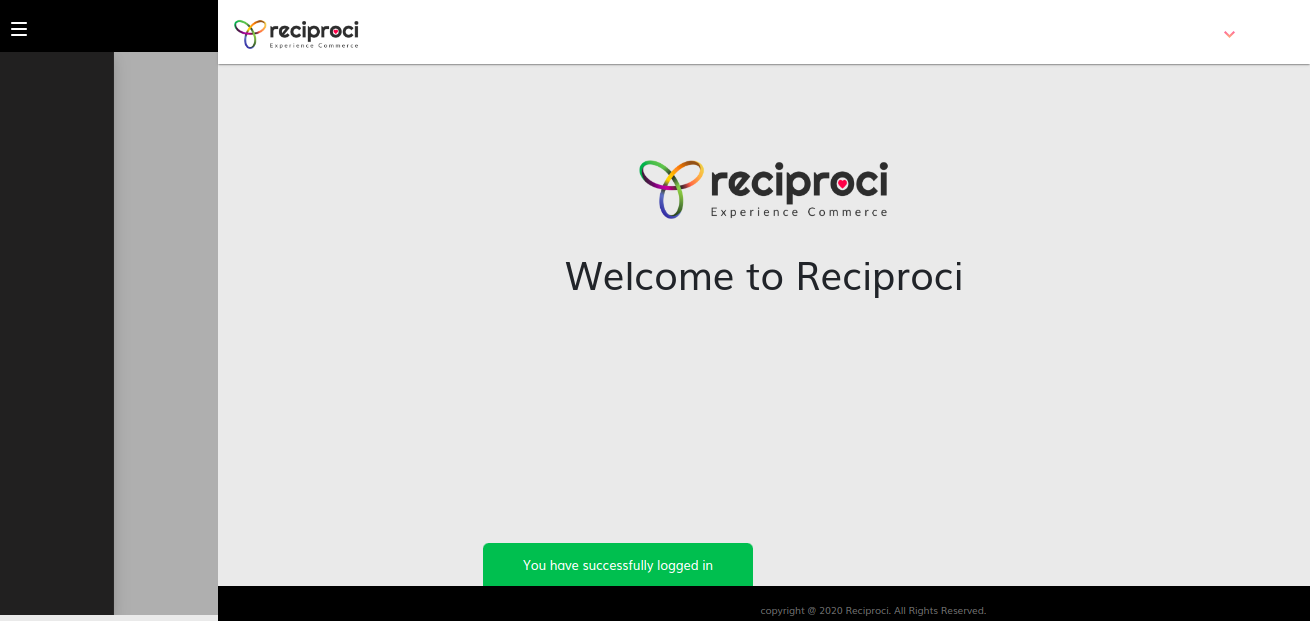 reciproci
Experience Commerce
reciproci
Experience Commerce
Welcome to Reciproci
You have successfully logged in
copyright @ 2020 Reciproci. All Rights Reserved.